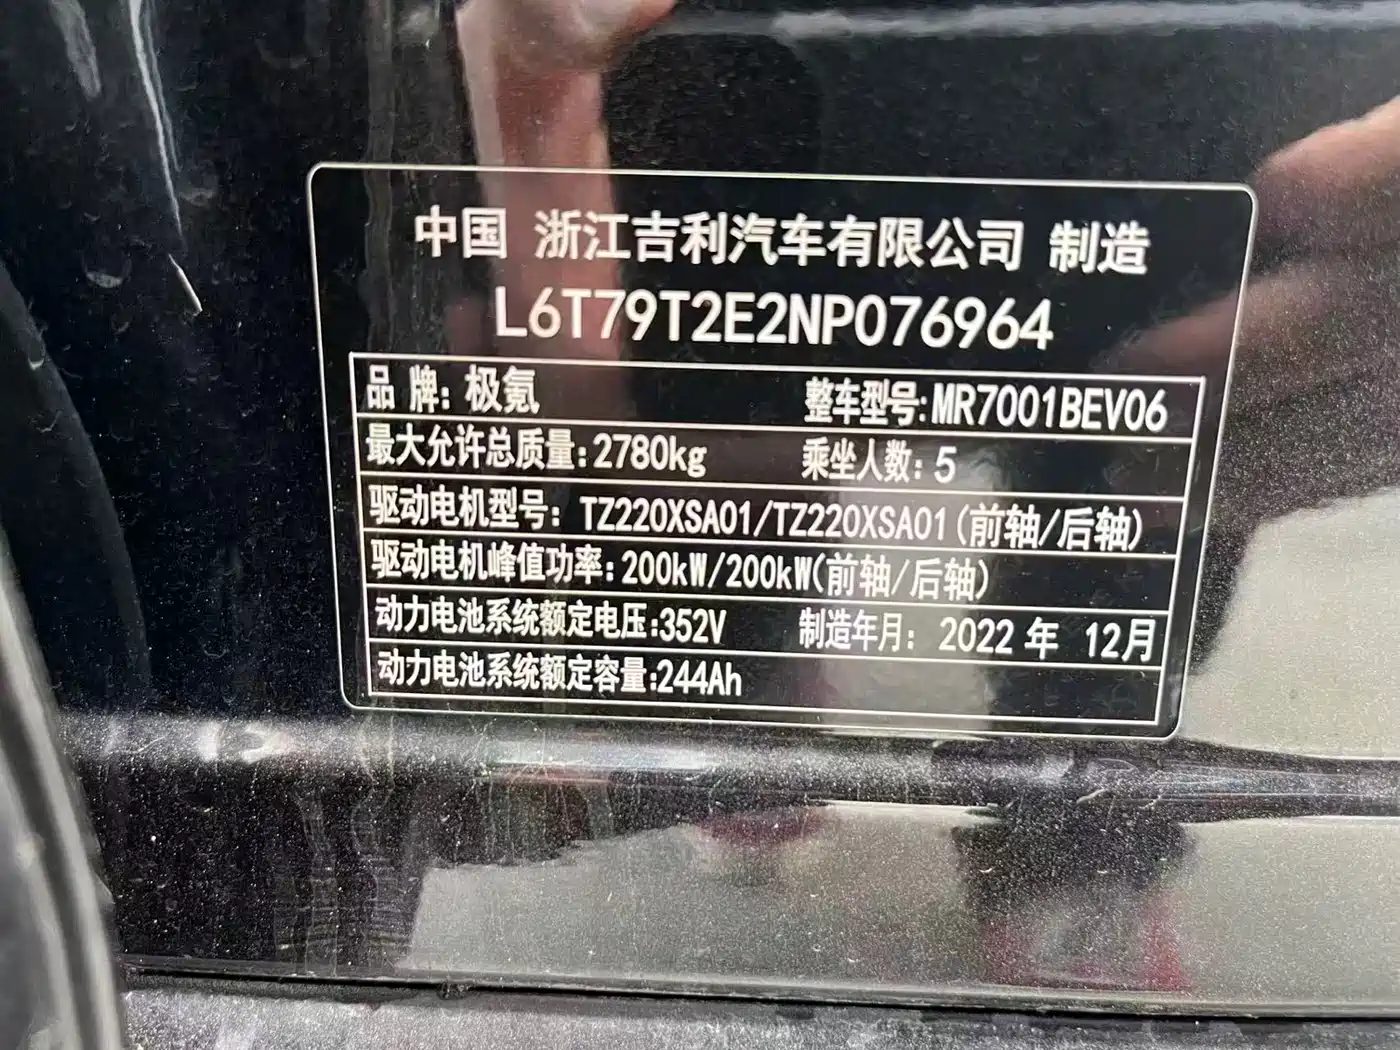 中国 浙江吉利汽车有限公司 制造
L6T79T2E2NP076964
品 牌: 极氪 整车型号:MR7001BEV06
最大允许总质量:2780kg 乘坐人数: 5
驱动电机型号: TZ220XSA01/TZ220XSA01(前轴/后轴)
驱动电机峰值功率:200kW/200kW(前轴/后轴)
动力电池系统额定电压:352V 制造年月: 2022 年 12月
动力电池系统额定容量:244Ah